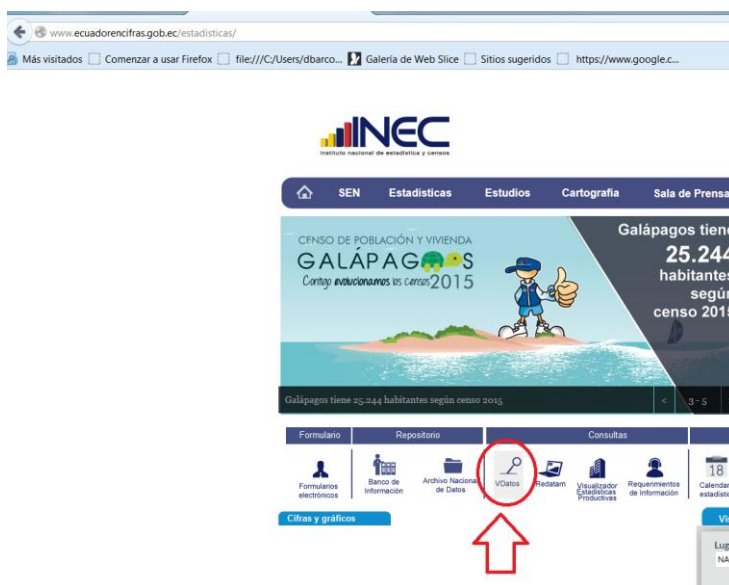 www.ecuadorencifras.gob.ec/estadisticas/
Más visitados Comenzar a usar Firefox file:///C:/Users/dbarco... Galería de Web Slice Sitios sugeridos https://www.google.c...
INEC
instituto nacional de estadística y censos
SEN Estadísticas Estudios Cartografía Sala de Prensa
CENSO DE POBLACIÓN Y VIVIENDA
GALÁPAGOS
Contigo evolucionamos los censos 2015
Galápagos tiene
25.244
habitantes
según
censo 2015
Galápagos tiene 25.244 habitantes según censo 2015 < 3 - 5
Formulario Repositorio Consultas
Formularios electrónicos
Banco de Información
Archivo Nacional de Datos
VDatos
Redatam
Visualizador Estadísticas Productivas
Requerimientos de Información
18
Calendar
estadístic
Cifras y gráficos
Vis
Lug
NA